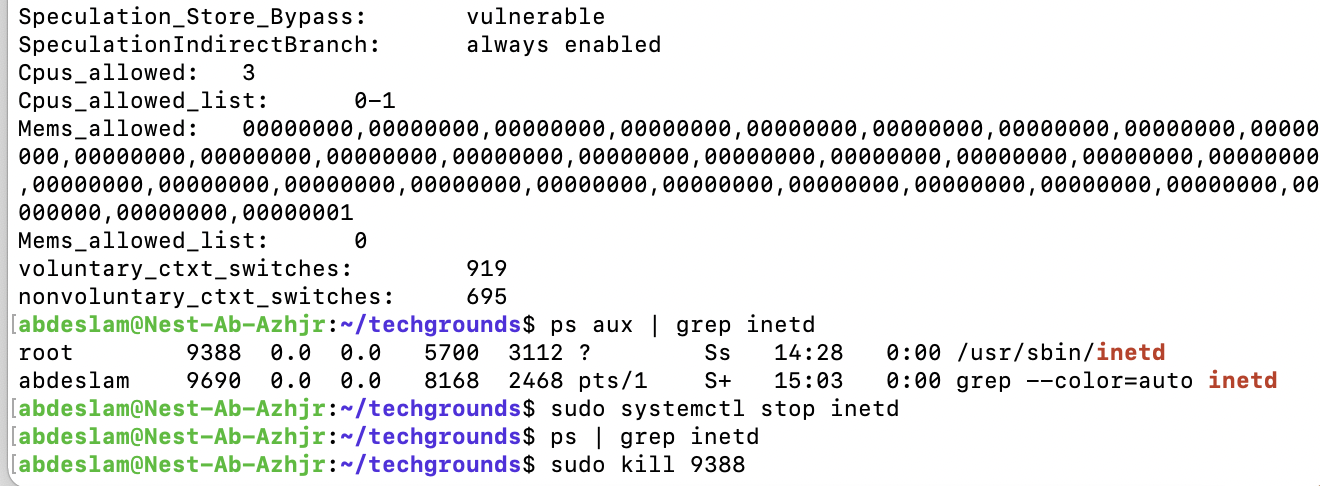 Speculation_Store_Bypass:       vulnerable
SpeculationIndirectBranch:      always enabled
Cpus_allowed:   3
Cpus_allowed_list:      0-1
Mems_allowed:   00000000,00000000,00000000,00000000,00000000,00000000,00000000,00000000,00000
000,00000000,00000000,00000000,00000000,00000000,00000000,00000000,00000000,00000000,00000000
,00000000,00000000,00000000,00000000,00000000,00000000,00000000,00000000,00000000,00000000,00
000000,00000000,00000001
Mems_allowed_list:      0
voluntary_ctxt_switches:        919
nonvoluntary_ctxt_switches:     695
[abdeslam@Nest-Ab-Azhjr:~/techgrounds$ ps aux | grep inetd
root        9388  0.0  0.0   5700  3112 ?        Ss   14:28   0:00 /usr/sbin/inetd
abdeslam    9690  0.0  0.0   8168  2468 pts/1    S+   15:03   0:00 grep --color=auto inetd
[abdeslam@Nest-Ab-Azhjr:~/techgrounds$ sudo systemctl stop inetd
[abdeslam@Nest-Ab-Azhjr:~/techgrounds$ ps | grep inetd
[abdeslam@Nest-Ab-Azhjr:~/techgrounds$ sudo kill 9388